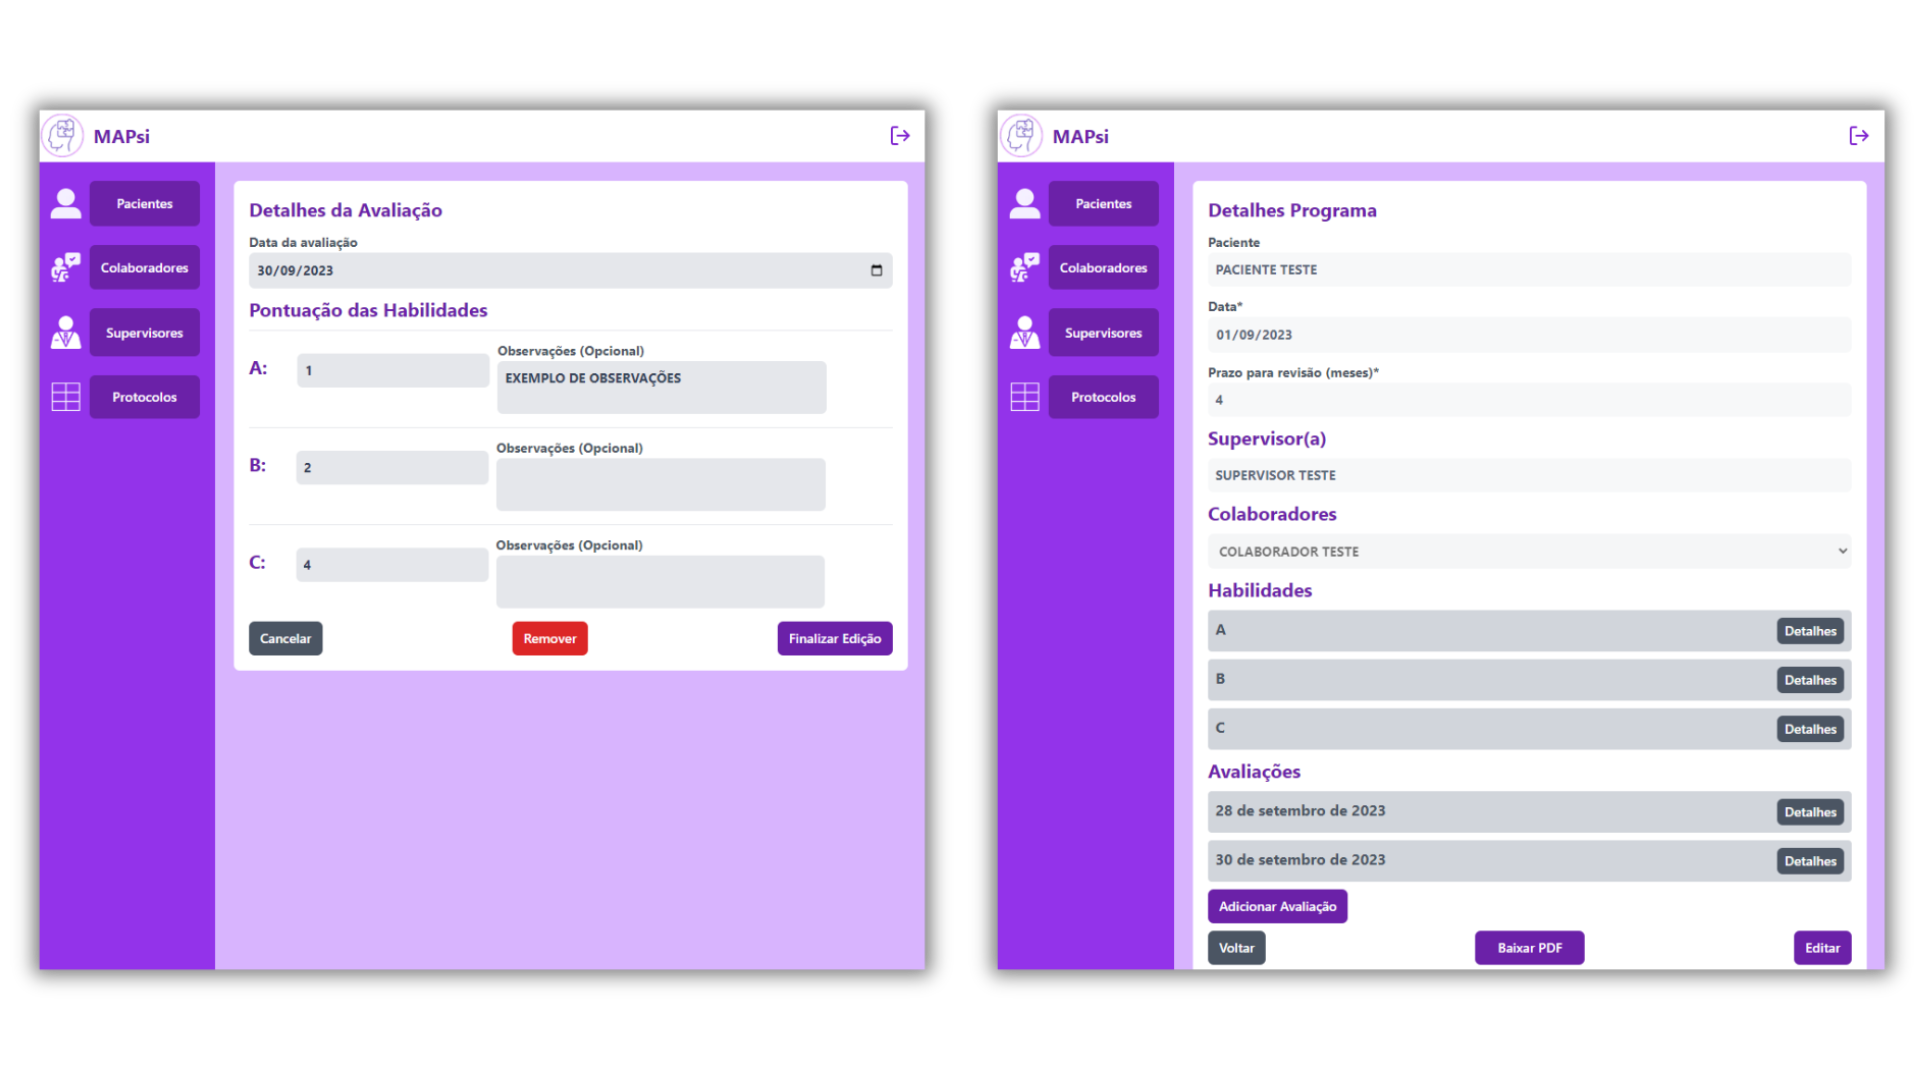 MAPsi
Pacientes
Colaboradores
Supervisores
Protocolos
Detalhes da Avaliação
Data da avaliação
30/09/2023
Pontuação das Habilidades
A:
1
Observações (Opcional)
EXEMPLO DE OBSERVAÇÕES
B:
2
Observações (Opcional)
C:
4
Observações (Opcional)
Cancelar
Remover
Finalizar Edição
MAPsi
Pacientes
Colaboradores
Supervisores
Protocolos
Detalhes Programa
Paciente
PACIENTE TESTE
Data*
01/09/2023
Prazo para revisão (meses)*
4
Supervisor(a)
SUPERVISOR TESTE
Colaboradores
COLABORADOR TESTE
Habilidades
A Detalhes
B Detalhes
C Detalhes
Avaliações
28 de setembro de 2023 Detalhes
30 de setembro de 2023 Detalhes
Adicionar Avaliação
Voltar
Baixar PDF
Editar